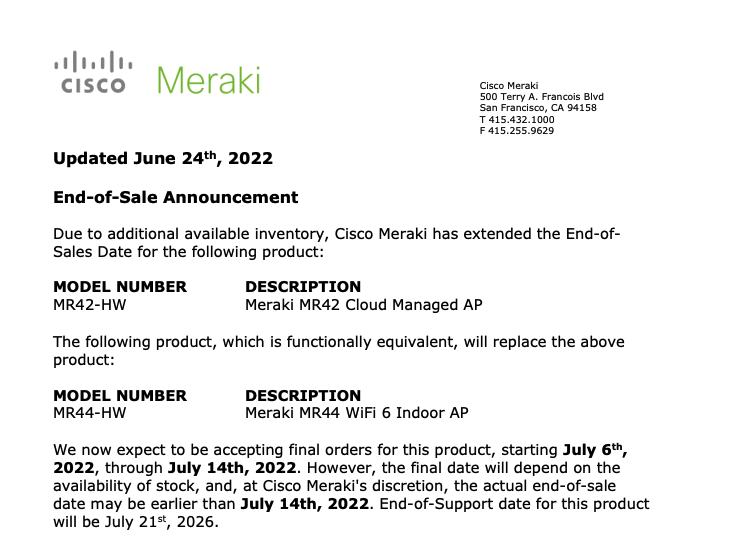 CISCO Meraki
Cisco Meraki
500 Terry A. Francois Blvd
San Francisco, CA 94158
T 415.432.1000
F 415.255.9629
Updated June 24th, 2022
End-of-Sale Announcement
Due to additional available inventory, Cisco Meraki has extended the End-of-
Sales Date for the following product:
MODEL NUMBER DESCRIPTION
MR42-HW Meraki MR42 Cloud Managed AP
The following product, which is functionally equivalent, will replace the above
product:
MODEL NUMBER DESCRIPTION
MR44-HW Meraki MR44 WiFi 6 Indoor AP
We now expect to be accepting final orders for this product, starting July 6th,
2022, through July 14th, 2022. However, the final date will depend on the
availability of stock, and, at Cisco Meraki's discretion, the actual end-of-sale
date may be earlier than July 14th, 2022. End-of-Support date for this product
will be July 21st, 2026.